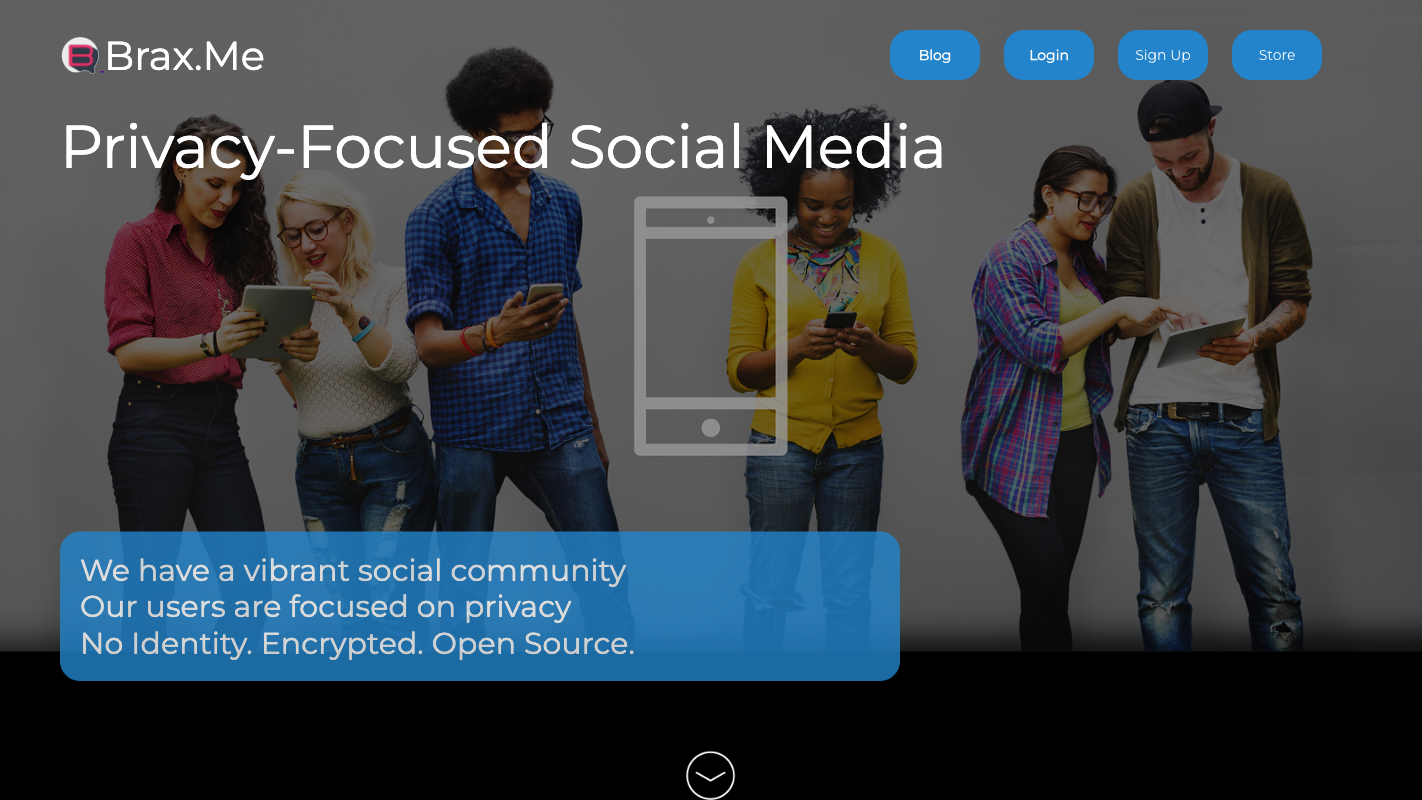 Brax.Me
Blog
Login
Sign Up
Store
Privacy-Focused Social Media
We have a vibrant social community
Our users are focused on privacy
No Identity. Encrypted. Open Source.